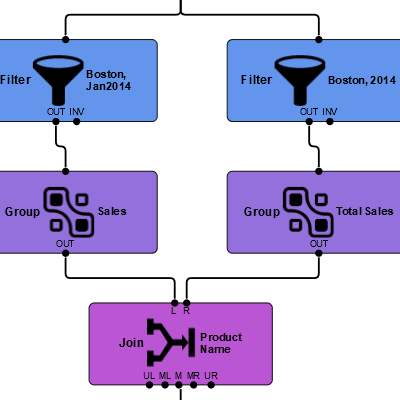 Filter
Boston,
Jan2014
OUT INV
Filter
Boston, 2014
OUT INV
Group
Sales
OUT
Group
Total Sales
OUT
L R
Join
Product
Name
UL ML M MR UR